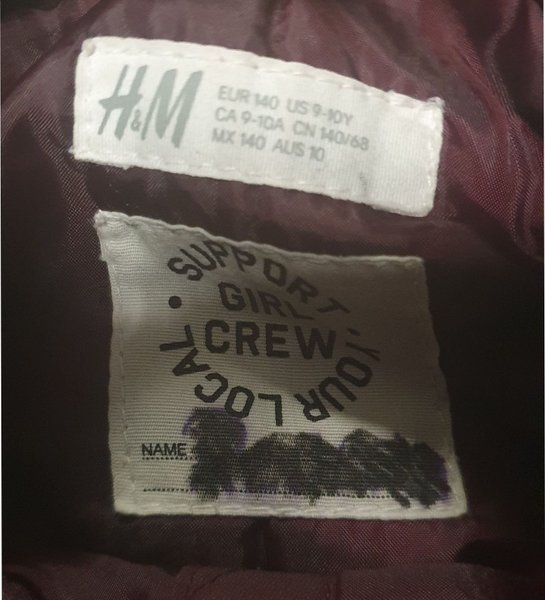 H&M
EUR 140 US 9-10Y
CA 9-10A CN 140/68
MX 140 AUS 10
SUPPORT YOUR LOCAL
GIRL
CREW
NAME